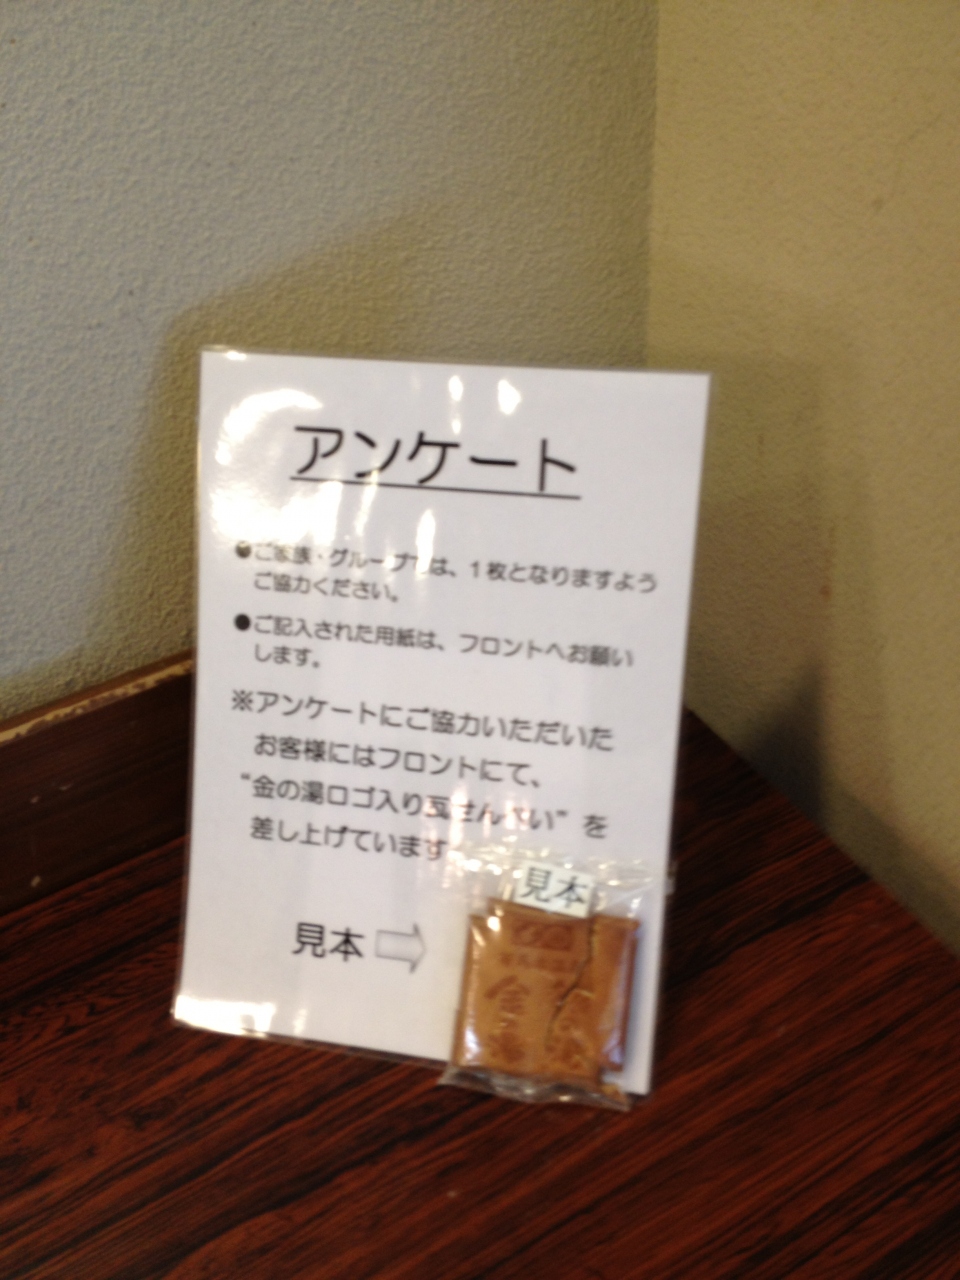 アンケート
●ご家族・グループでは、1枚となりますよう
ご協力ください。
●ご記入された用紙は、フロントへお願い
します。
※アンケートにご協力いただいた
お客様にはフロントにて、
“金の湯ロゴ入り瓦せんべい”を
差し上げています
見本
見本⇨
金